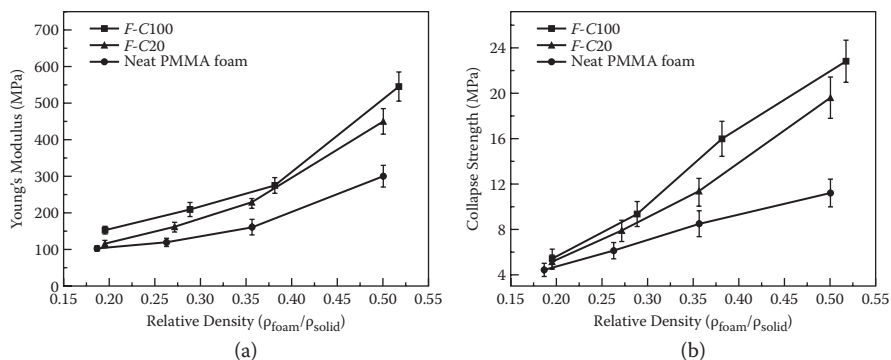 700
600
500
400
300
200
100
0
Young's Modulus (MPa)
F-C100
F-C20
Neat PMMA foam
0.15 0.20 0.25 0.30 0.35 0.40 0.45 0.50 0.55
Relative Density (ρfoam/ρsolid)
(a)
24
20
16
12
8
4
Collapse Strength (MPa)
F-C100
F-C20
Neat PMMA foam
0.15 0.20 0.25 0.30 0.35 0.40 0.45 0.50 0.55
Relative Density (ρfoam/ρsolid)
(b)